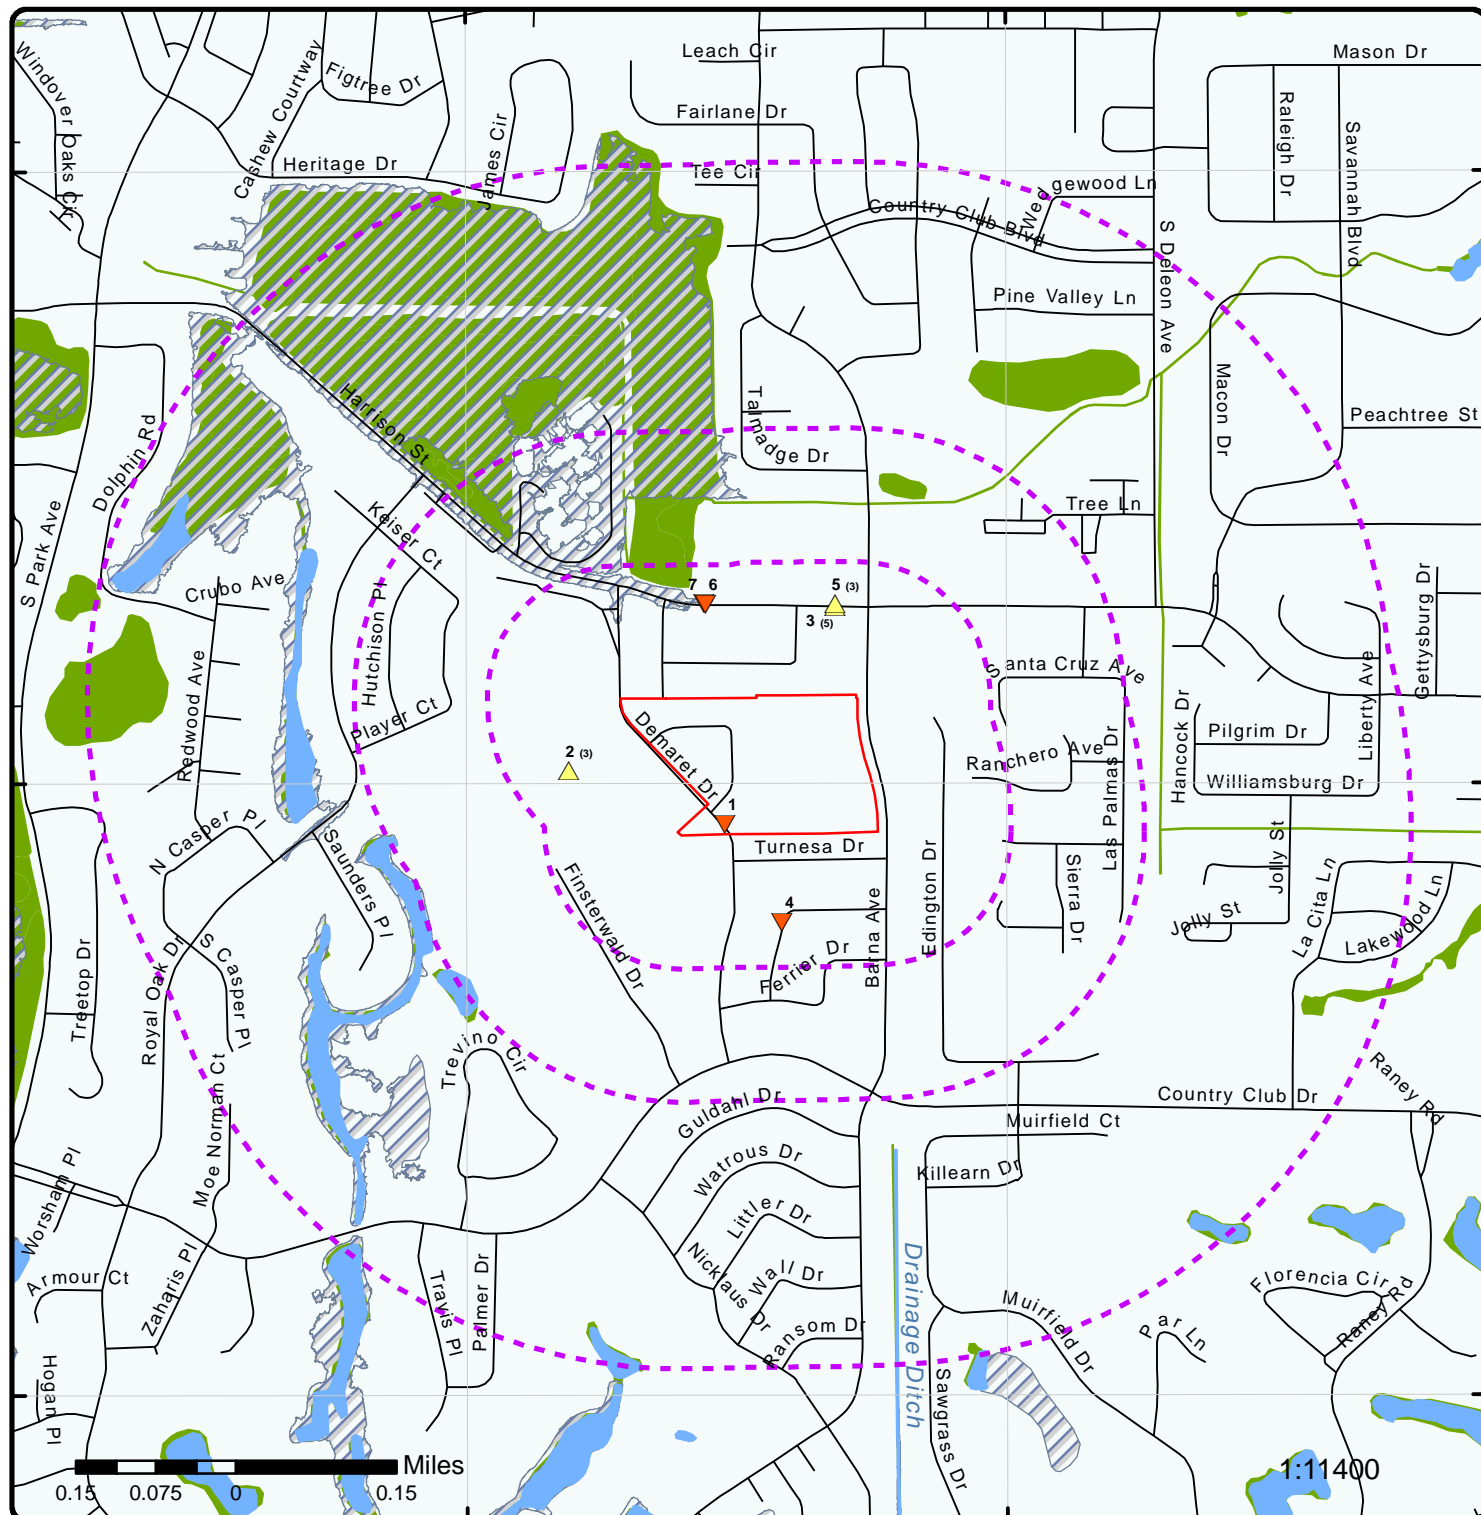 Leach Cir
Mason Dr
Windover Oaks Cir
Cashew Courtway
Figtree Dr
Fairlane Dr
Raleigh Dr
Savannah Blvd
James Cir
Heritage Dr
Tee Cir
Wedgewood Ln
Country Club Blvd
S Deleon Ave
Pine Valley Ln
Harrison St
Talmadge Dr
Macon Dr
Peachtree St
Dolphin Rd
S Park Ave
Keiser Ct
Tree Ln
Crubo Ave
Hutchison Pl
7 6
5 (3)
3 (5)
Gettysburg Dr
Santa Cruz Ave
Redwood Ave
Player Ct
Demaret Dr
2 (3)
Ranchero Ave
Las Palmas Dr
Hancock Dr
Pilgrim Dr
Liberty Ave
Williamsburg Dr
N Casper Pl
Saunders Pl
1
Turnesa Dr
Finsterwald Dr
4
Barna Ave
Edington Dr
Sierra Dr
Jolly St
Jolly St
La Cita Ln
Lakewood Ln
Treetop Dr
Royal Oak Dr
S Casper Pl
Ferrier Dr
Trevino Cir
Moe Norman Ct
Guldahl Dr
Country Club Dr
Raney Rd
Muirfield Ct
Watrous Dr
Killearn Dr
Worsham Pl
Littler Dr
Armour Ct
Zaharis Pl
Travis Pl
Palmer Dr
Nicklaus Dr
Wall Dr
Drainage Ditch
Ransom Dr
Muirfield Dr
Par Ln
Florencia Cir
Raney Rd
Hogan Pl
Sawgrass Dr
Miles
1:11400
0.15 0.075 0 0.15